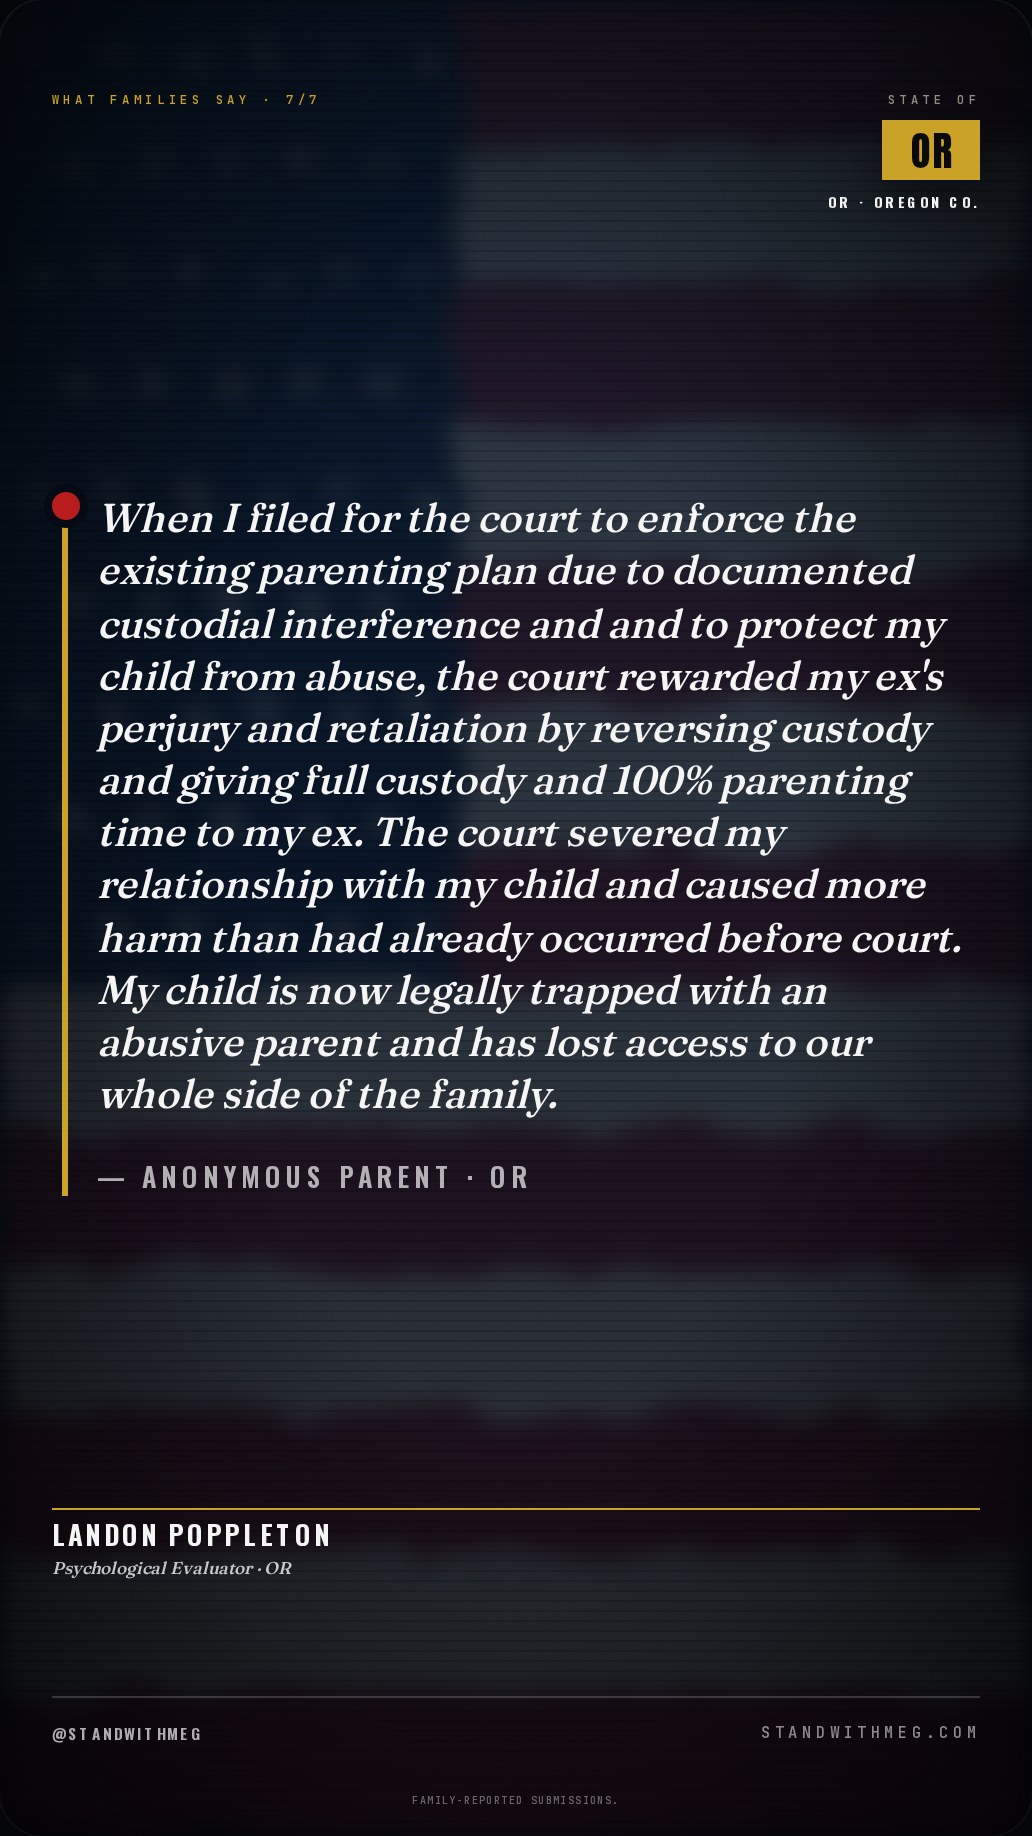 WHAT FAMILIES SAY · 7/7
STATE OF
OR
OR · OREGON CO.
When I filed for the court to enforce the
existing parenting plan due to documented
custodial interference and and to protect my
child from abuse, the court rewarded my ex's
perjury and retaliation by reversing custody
and giving full custody and 100% parenting
time to my ex. The court severed my
relationship with my child and caused more
harm than had already occurred before court.
My child is now legally trapped with an
abusive parent and has lost access to our
whole side of the family.
— ANONYMOUS PARENT · OR
LANDON POPPLETON
Psychological Evaluator · OR
@STANDWITHMEG
STANDWITHMEG.COM
FAMILY-REPORTED SUBMISSIONS.